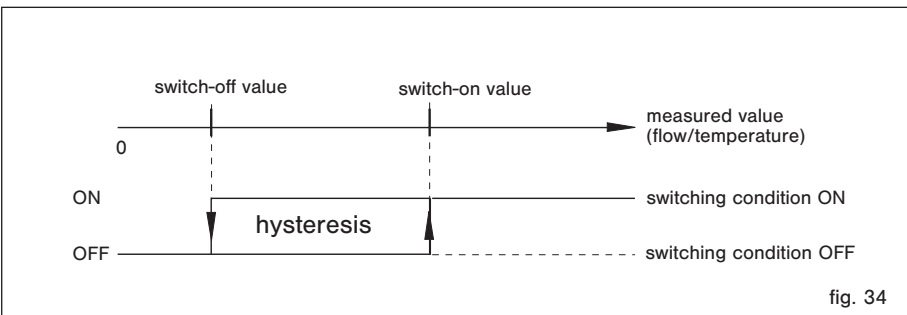 switch-off value
switch-on value
measured value
(flow/temperature)
0
ON
switching condition ON
hysteresis
OFF
switching condition OFF
fig. 34